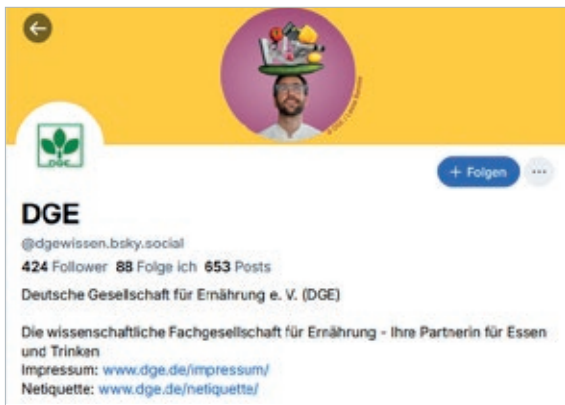 DGE
+ Folgen
DGE
@dgewissen.bsky.social
424 Follower 88 Folge ich 653 Posts
Deutsche Gesellschaft für Ernährung e. V. (DGE)
Die wissenschaftliche Fachgesellschaft für Ernährung - Ihre Partnerin für Essen
und Trinken
Impressum: www.dge.de/impressum/
Netiquette: www.dge.de/netiquette/